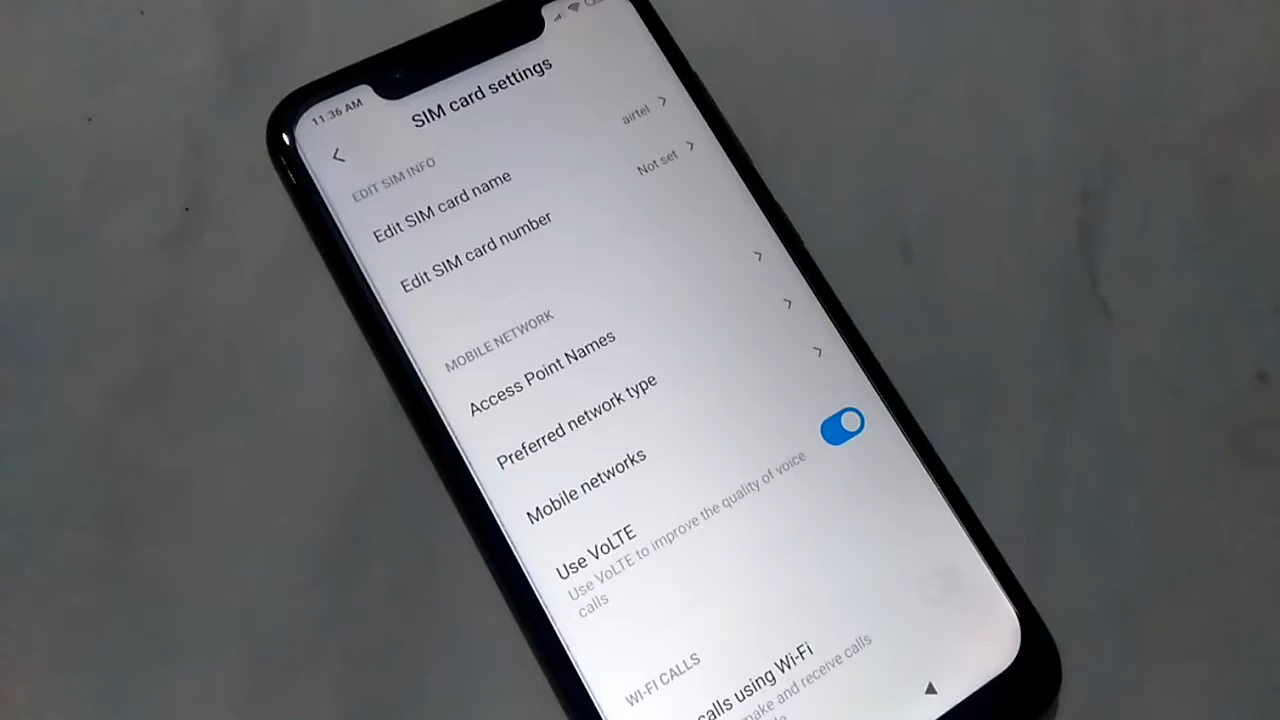 11:36 AM
SIM card settings
EDIT SIM INFO
Edit SIM card name
airtel
Edit SIM card number
Not set
MOBILE NETWORK
Access Point Names
Preferred network type
Mobile networks
Use VoLTE
Use VoLTE to improve the quality of voice
calls
WI-FI CALLS
calls using Wi-Fi
make and receive calls